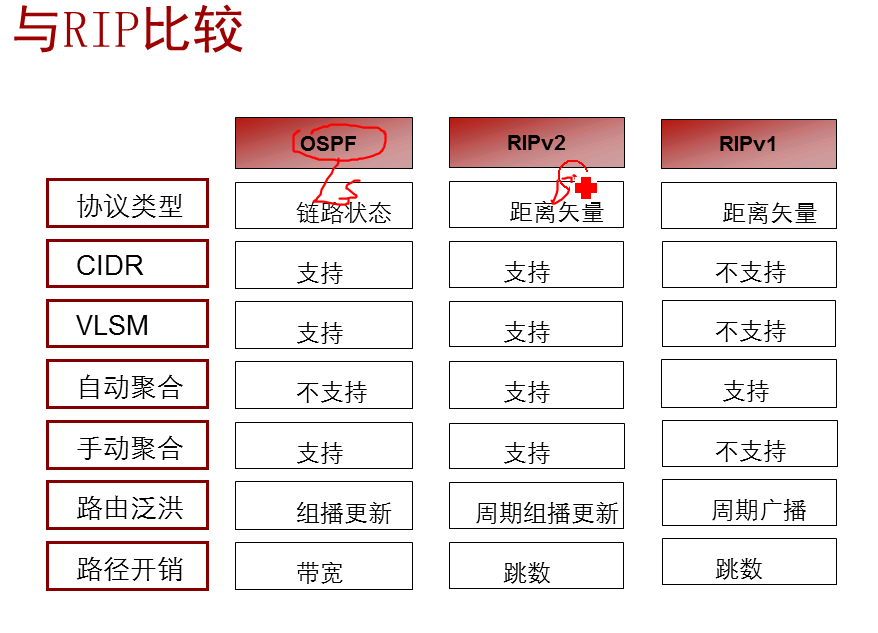 与RIP比较
OSPF RIPv2 RIPv1
协议类型 链路状态 距离矢量 距离矢量
CIDR 支持 支持 不支持
VLSM 支持 支持 不支持
自动聚合 不支持 支持 支持
手动聚合 支持 支持 不支持
路由泛洪 组播更新 周期组播更新 周期广播
路径开销 带宽 跳数 跳数